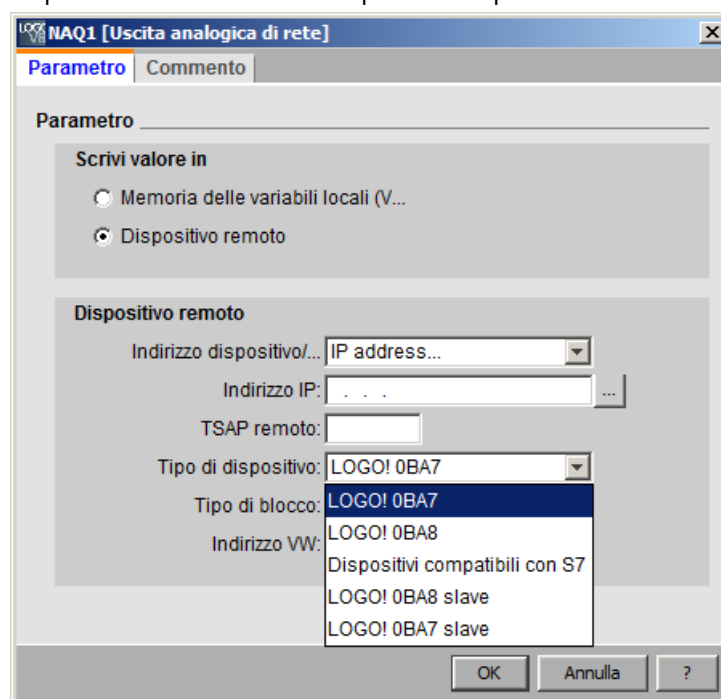 NAQ1 [Uscita analogica di rete]
Parametro Commento
Parametro
Scrivi valore in
Memoria delle variabili locali (V...
Dispositivo remoto
Dispositivo remoto
Indirizzo dispositivo/... IP address...
Indirizzo IP: . . . ...
TSAP remoto:
Tipo di dispositivo: LOGO! 0BA7
Tipo di blocco: LOGO! 0BA7
LOGO! 0BA8
Indirizzo VW:
Dispositivi compatibili con S7
LOGO! 0BA8 slave
LOGO! 0BA7 slave
OK Annulla ?